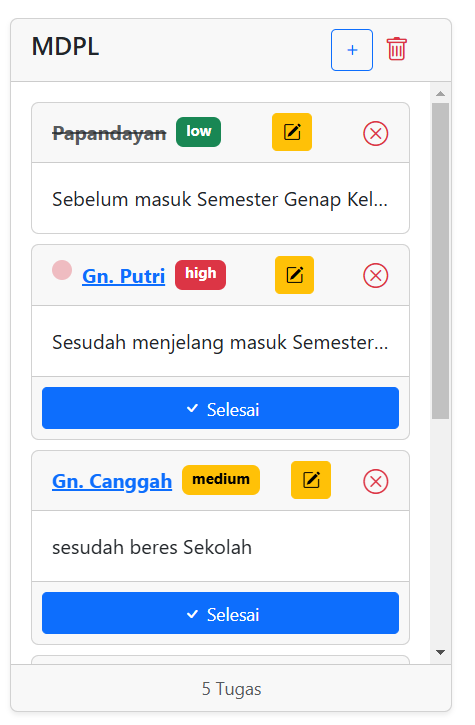 MDPL
Papandayan low
Sebelum masuk Semester Genap Kel...
Gn. Putri high
Sesudah menjelang masuk Semester...
Selesai
Gn. Canggah medium
sesudah beres Sekolah
Selesai
5 Tugas